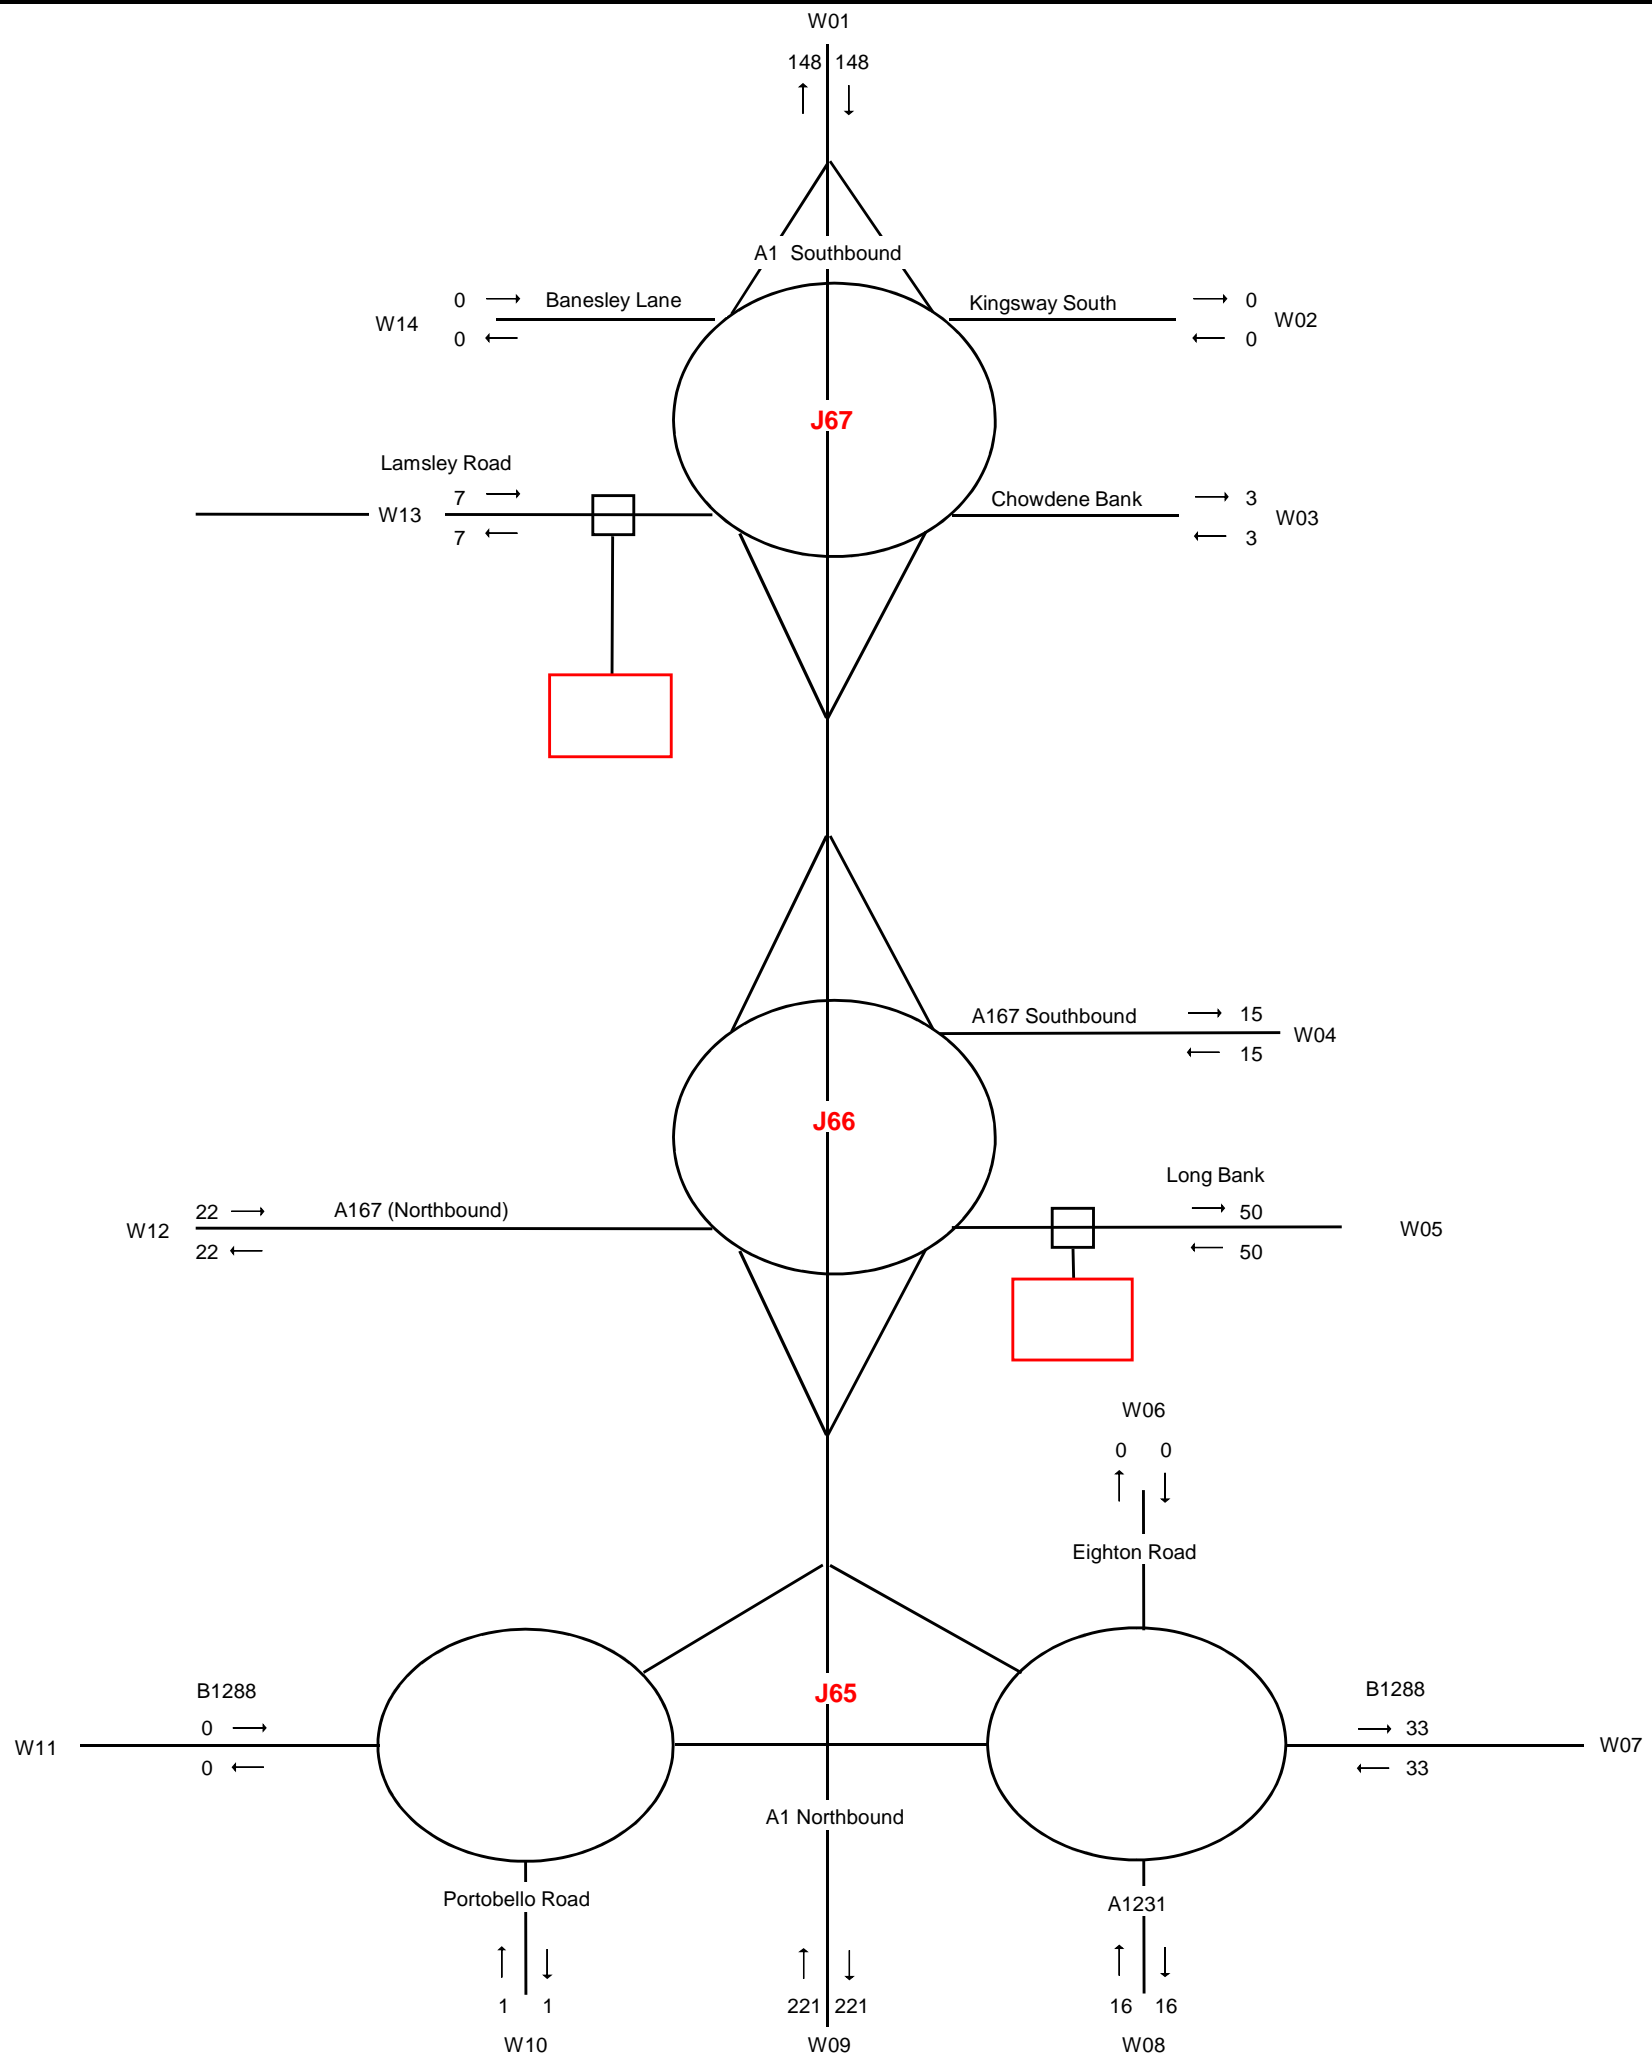 W01
148 148
A1 Southbound
0 Banesley Lane
W14
0
Kingsway South 0
W02
0
J67
Lamsley Road
7
W13
7
Chowdene Bank 3
W03
3
A167 Southbound 15
W04
15
J66
Long Bank
50
W05
50
22 A167 (Northbound)
W12
22
W06
0 0
Eighton Road
J65
B1288
0
W11
0
B1288
33
W07
33
A1 Northbound
Portobello Road
A1231
1 1
221 221
16 16
W10
W09
W08